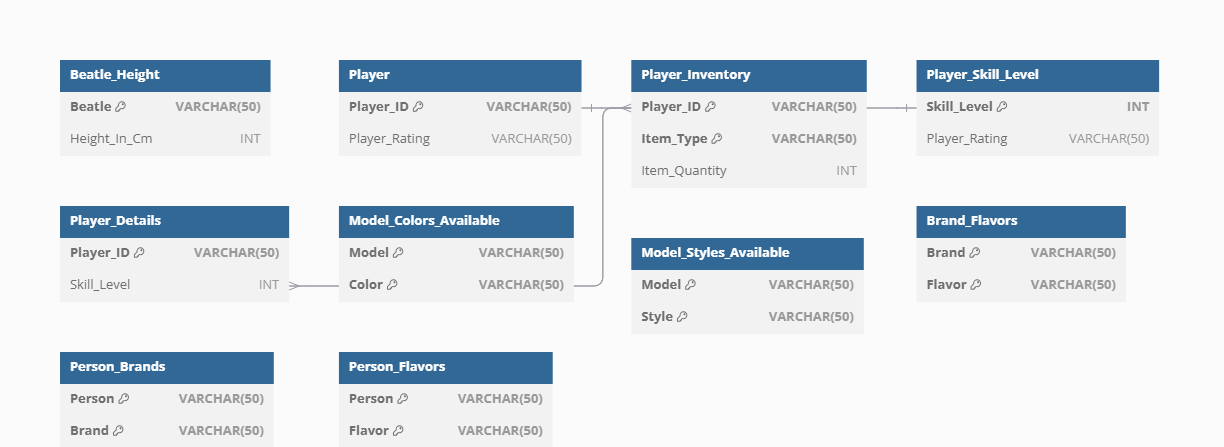 Beatle_Height
Beatle VARCHAR(50)
Height_In_Cm INT
Player
Player_ID VARCHAR(50)
Player_Rating VARCHAR(50)
Player_Inventory
Player_ID VARCHAR(50)
Item_Type VARCHAR(50)
Item_Quantity INT
Player_Skill_Level
Skill_Level INT
Player_Rating VARCHAR(50)
Player_Details
Player_ID VARCHAR(50)
Skill_Level INT
Model_Colors_Available
Model VARCHAR(50)
Color VARCHAR(50)
Model_Styles_Available
Model VARCHAR(50)
Style VARCHAR(50)
Brand_Flavors
Brand VARCHAR(50)
Flavor VARCHAR(50)
Person_Brands
Person VARCHAR(50)
Brand VARCHAR(50)
Person_Flavors
Person VARCHAR(50)
Flavor VARCHAR(50)